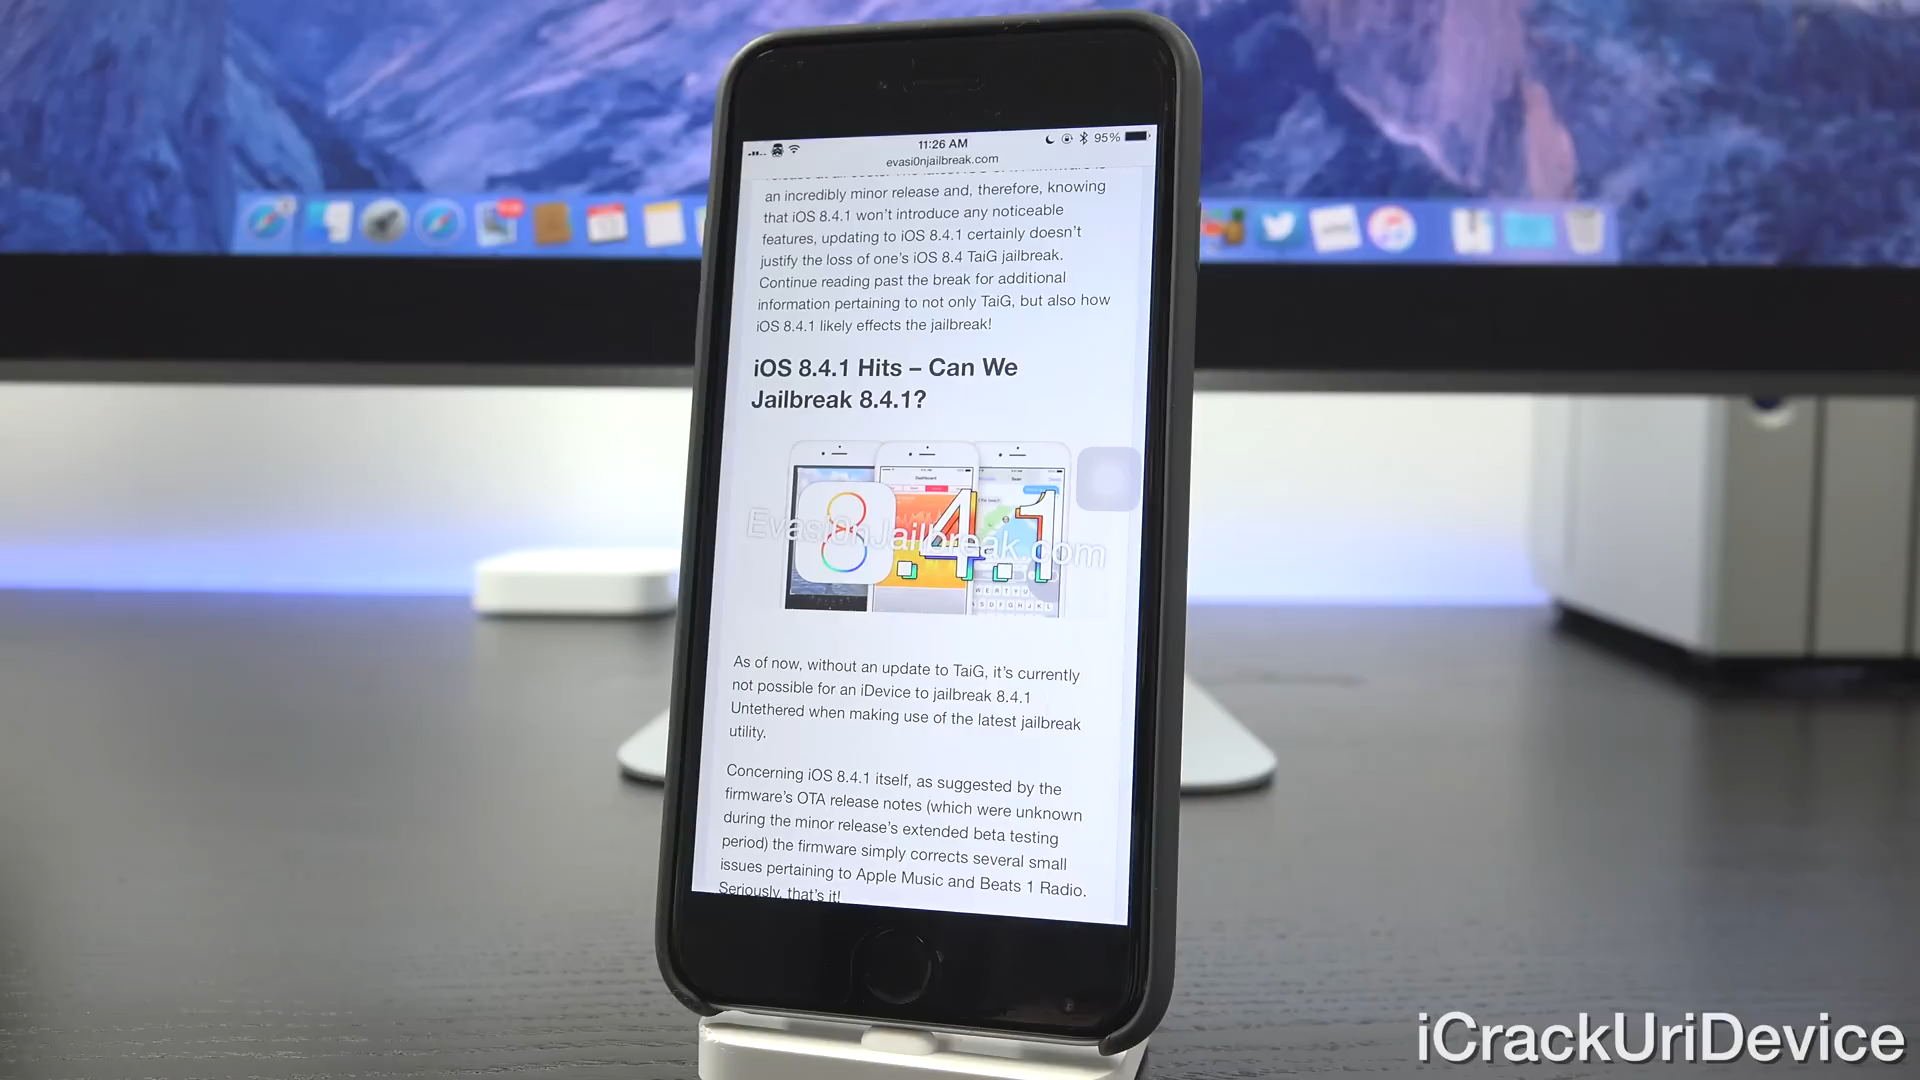 11:26 AM
95%
evasi0njailbreak.com
an incredibly minor release and, therefore, knowing
that iOS 8.4.1 won't introduce any noticeable
features, updating to iOS 8.4.1 certainly doesn't
justify the loss of one's iOS 8.4 TaiG jailbreak.
Continue reading past the break for additional
information pertaining to not only TaiG, but also how
iOS 8.4.1 likely effects the jailbreak!
iOS 8.4.1 Hits – Can We
Jailbreak 8.4.1?
8.4.1
Evasi0nJailbreak.com
As of now, without an update to TaiG, it's currently
not possible for an iDevice to jailbreak 8.4.1
Untethered when making use of the latest jailbreak
utility.
Concerning iOS 8.4.1 itself, as suggested by the
firmware's OTA release notes (which were unknown
during the minor release's extended beta testing
period) the firmware simply corrects several small
issues pertaining to Apple Music and Beats 1 Radio.
Seriously, that's it!
iCrackUriDevice